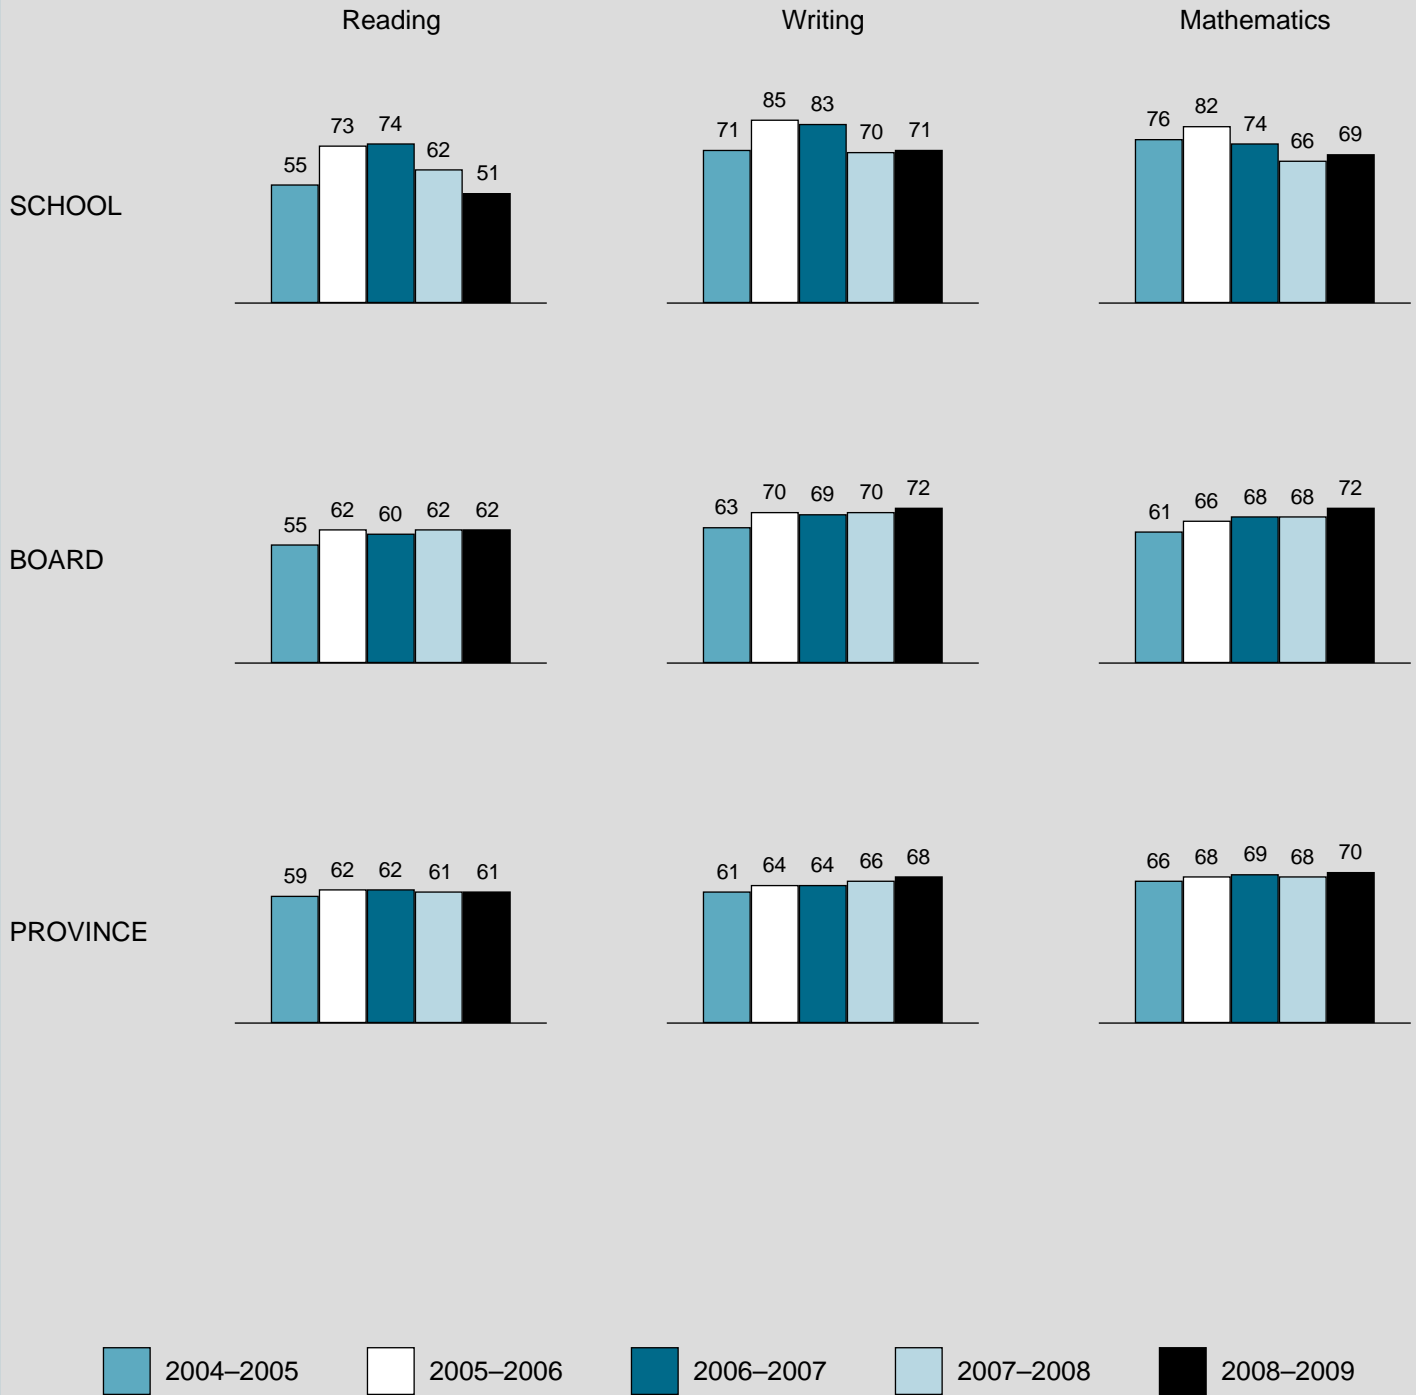 Reading Writing Mathematics
SCHOOL
55 73 74 62 51
71 85 83 70 71
76 82 74 66 69
BOARD
55 62 60 62 62
63 70 69 70 72
61 66 68 68 72
PROVINCE
59 62 62 61 61
61 64 64 66 68
66 68 69 68 70
2004–2005 2005–2006 2006–2007 2007–2008 2008–2009